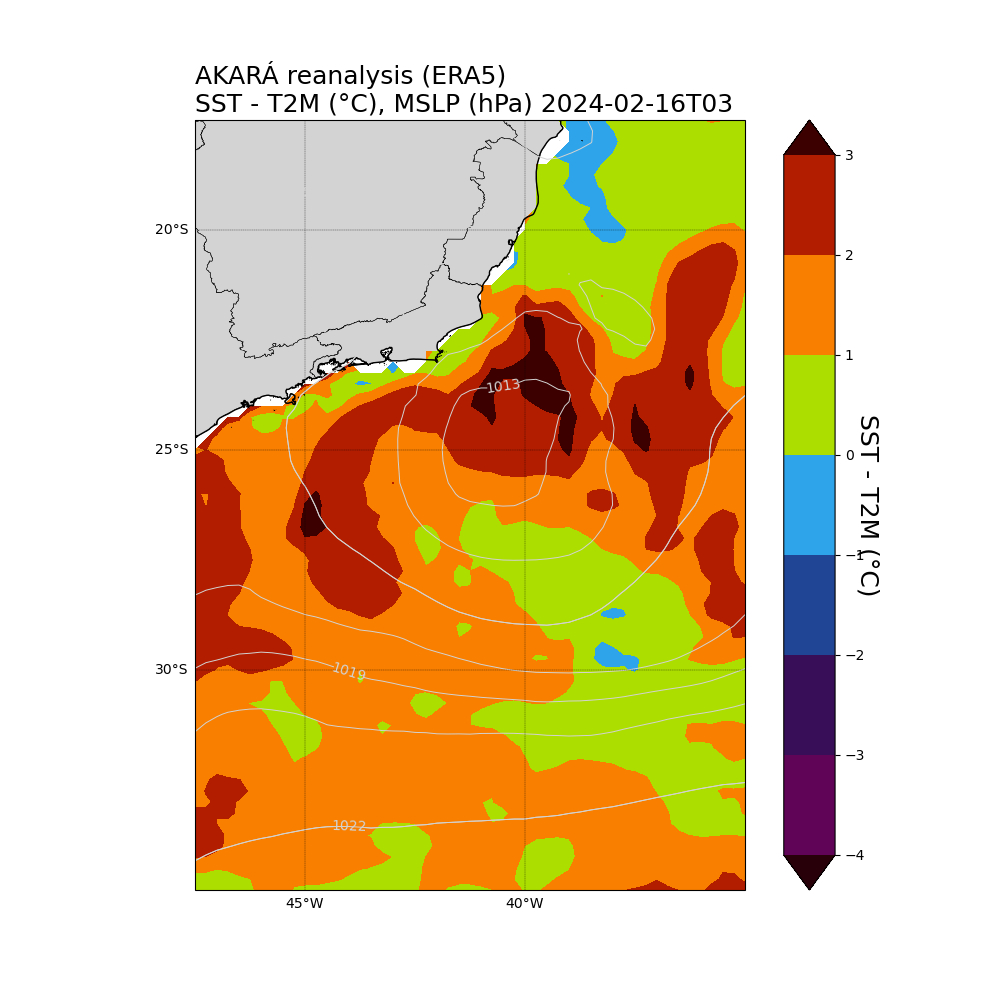 AKARÁ reanalysis (ERA5)
SST - T2M (°C), MSLP (hPa) 2024-02-16T03
20°S
25°S
30°S
45°W
40°W
1013
1019
1022
3
2
1
0
−1
−2
−3
−4
SST - T2M (°C)